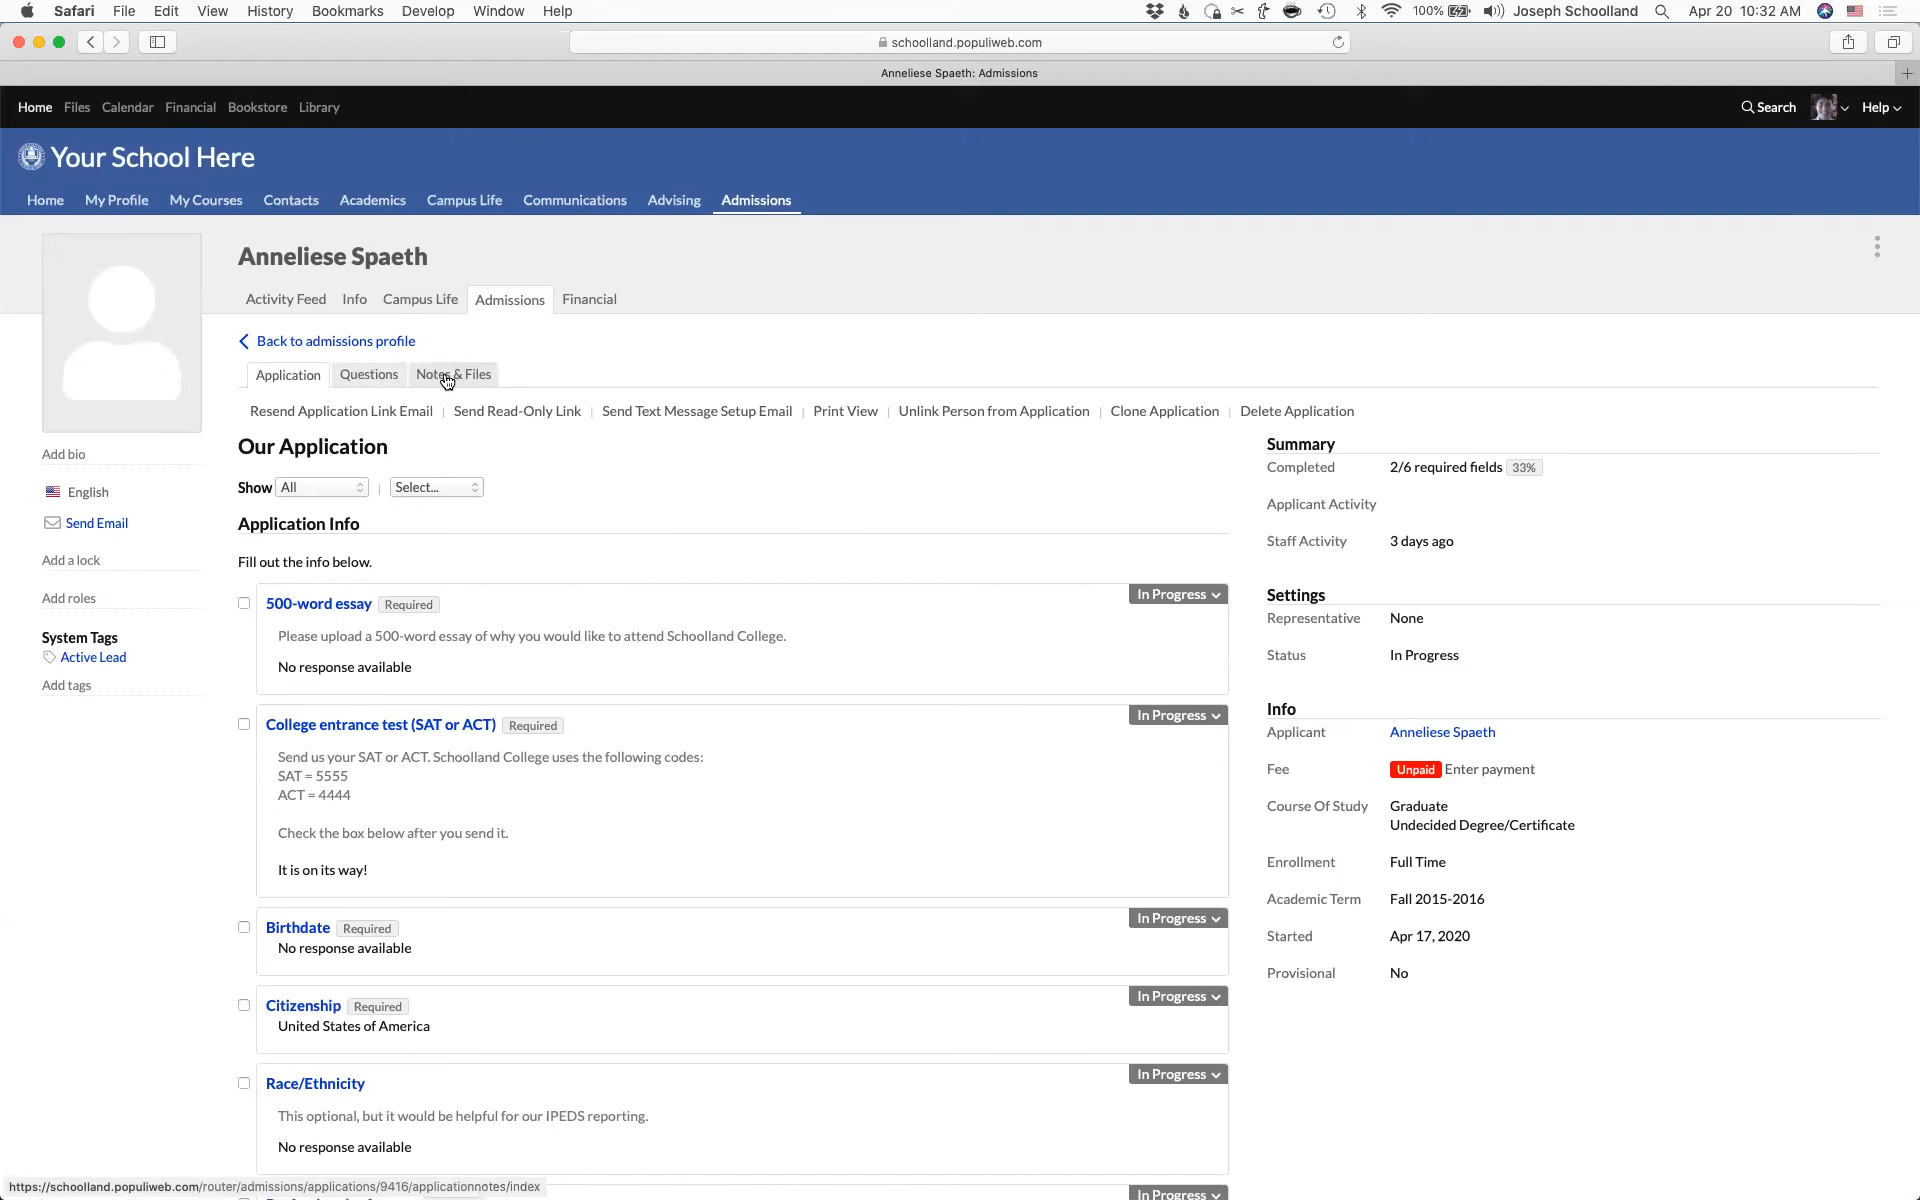 Safari File Edit View History Bookmarks Develop Window Help 100% Joseph Schoolland Apr 20 10:32 AM
schoolland.populiweb.com
Anneliese Spaeth: Admissions
Home Files Calendar Financial Bookstore Library Search Help
Your School Here
Home My Profile My Courses Contacts Academics Campus Life Communications Advising Admissions
Anneliese Spaeth
Activity Feed Info Campus Life Admissions Financial
Back to admissions profile
Application Questions Notes & Files
Resend Application Link Email | Send Read-Only Link | Send Text Message Setup Email | Print View | Unlink Person from Application | Clone Application | Delete Application
Add bio
English
Send Email
Add a lock
Add roles
System Tags
Active Lead
Add tags
Our Application
Show All | Select...
Application Info
Fill out the info below.
500-word essay Required In Progress
Please upload a 500-word essay of why you would like to attend Schoolland College.
No response available
College entrance test (SAT or ACT) Required In Progress
Send us your SAT or ACT. Schoolland College uses the following codes:
SAT = 5555
ACT = 4444
Check the box below after you send it.
It is on its way!
Birthdate Required In Progress
No response available
Citizenship Required In Progress
United States of America
Race/Ethnicity In Progress
This optional, but it would be helpful for our IPEDS reporting.
No response available
In Progress
Summary
Completed 2/6 required fields 33%
Applicant Activity
Staff Activity 3 days ago
Settings
Representative None
Status In Progress
Info
Applicant Anneliese Spaeth
Fee Unpaid Enter payment
Course Of Study Graduate
Undecided Degree/Certificate
Enrollment Full Time
Academic Term Fall 2015-2016
Started Apr 17, 2020
Provisional No
https://schoolland.populiweb.com/router/admissions/applications/9416/applicationnotes/index